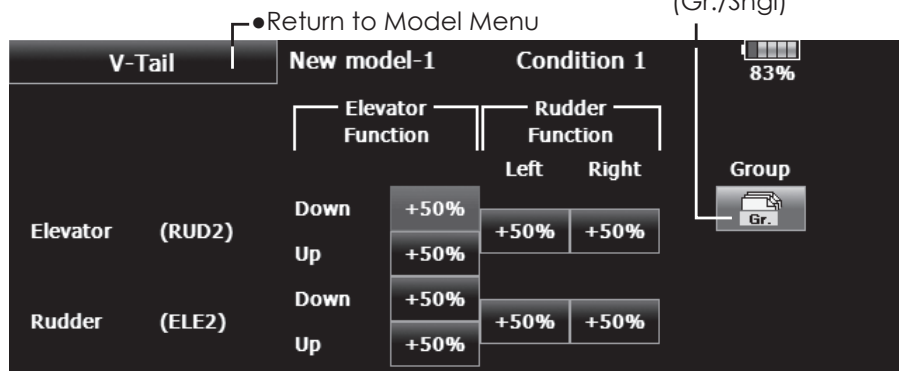 (Gr./Sngl)
●Return to Model Menu
V-Tail New model-1 Condition 1 83%
Elevator Function Rudder Function
Left Right Group
Elevator (RUD2) Down +50% +50% +50% Gr.
Up +50%
Rudder (ELE2) Down +50% +50% +50%
Up +50%